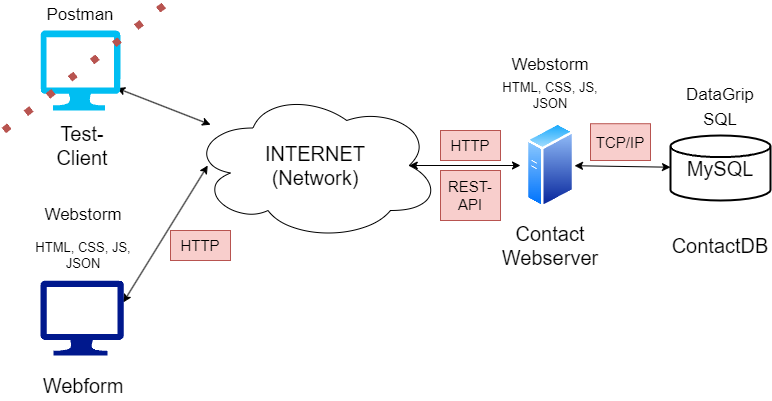 Postman
Test-
Client
Webstorm
HTML, CSS, JS,
JSON
Webform
HTTP
INTERNET
(Network)
HTTP
REST-
API
Webstorm
HTML, CSS, JS,
JSON
Contact
Webserver
TCP/IP
DataGrip
SQL
MySQL
ContactDB